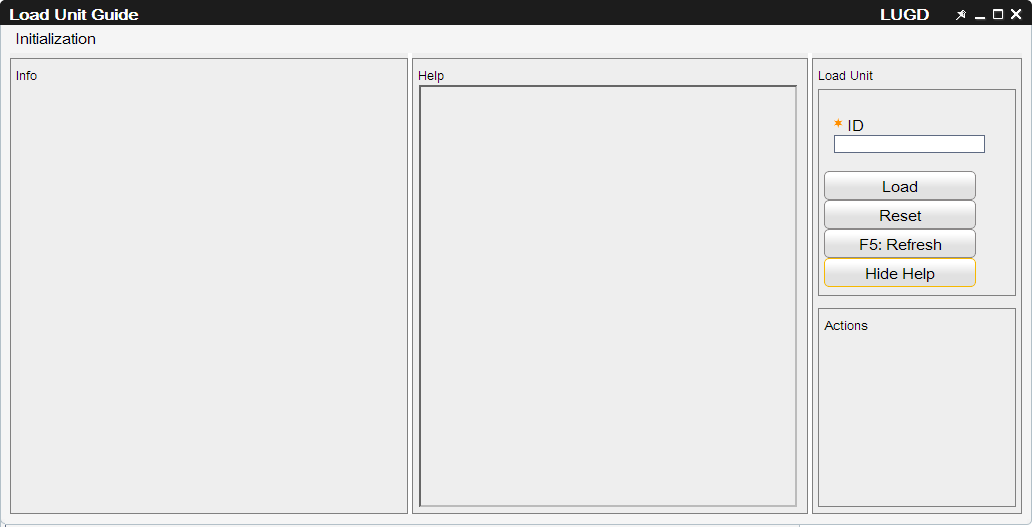 Load Unit Guide LUGD
Initialization
Info
Help
Load Unit
* ID
Load
Reset
F5: Refresh
Hide Help
Actions